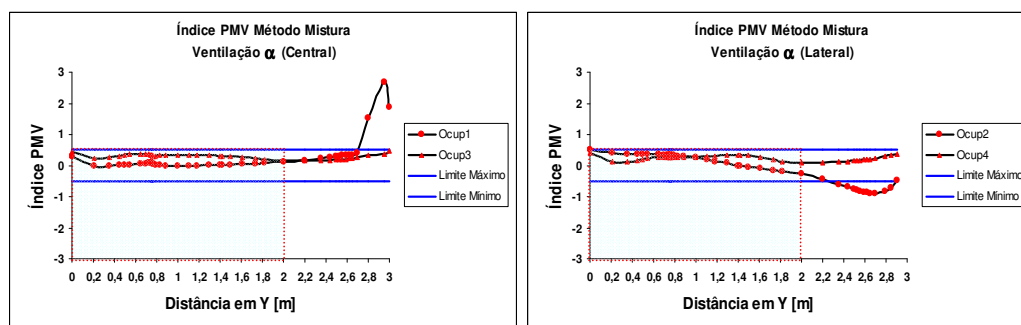 Índice PMV Método Mistura
Ventilação α (Central)
Índice PMV
3
2
1
0
-1
-2
-3
0 0,2 0,4 0,6 0,8 1 1,2 1,4 1,6 1,8 2 2,2 2,4 2,6 2,8 3
Distância em Y [m]
Ocup1
Ocup3
Limite Máximo
Limite Mínimo
Índice PMV Método Mistura
Ventilação α (Lateral)
Índice PMV
3
2
1
0
-1
-2
-3
0 0,2 0,4 0,6 0,8 1 1,2 1,4 1,6 1,8 2 2,2 2,4 2,6 2,8 3
Distância em Y [m]
Ocup2
Ocup4
Limite Máximo
Limite Mínimo